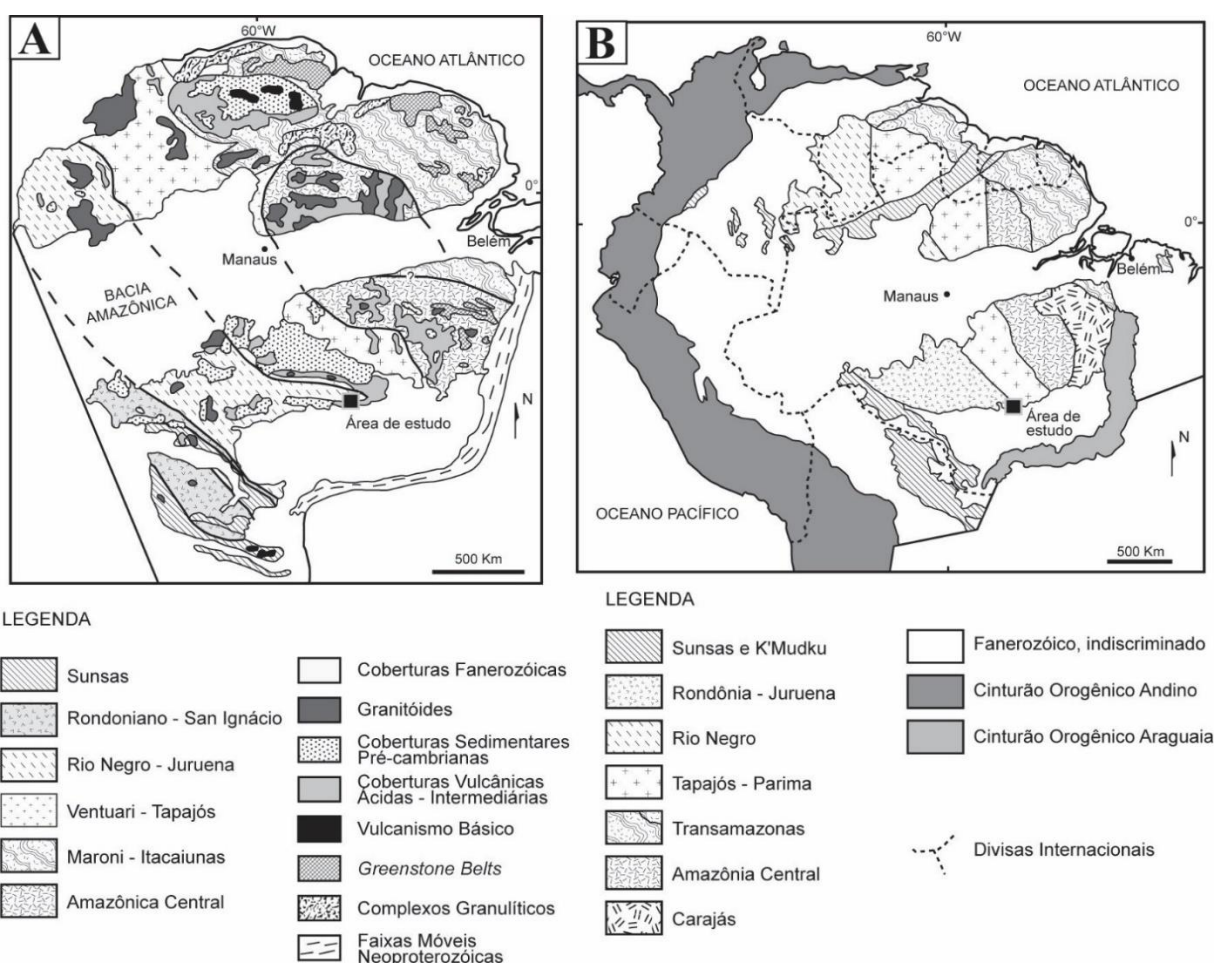 A
60°W
OCEANO ATLÂNTICO
0°
Belém
Manaus
BACIA
AMAZÔNICA
?
Área de estudo
N
500 Km
B
60°W
OCEANO ATLÂNTICO
0°
Belém
Manaus
Área de
estudo
N
OCEANO PACÍFICO
500 Km
LEGENDA
Sunsas
Rondoniano - San Ignácio
Rio Negro - Juruena
Ventuari - Tapajós
Maroni - Itacaiunas
Amazônica Central
Coberturas Fanerozóicas
Granitóides
Coberturas Sedimentares
Pré-cambrianas
Coberturas Vulcânicas
Ácidas - Intermediárias
Vulcanismo Básico
Greenstone Belts
Complexos Granulíticos
Faixas Móveis
Neoproterozóicas
LEGENDA
Sunsas e K'Mudku
Rondônia - Juruena
Rio Negro
Tapajós - Parima
Transamazonas
Amazônia Central
Carajás
Fanerozóico, indiscriminado
Cinturão Orogênico Andino
Cinturão Orogênico Araguaia
Divisas Internacionais